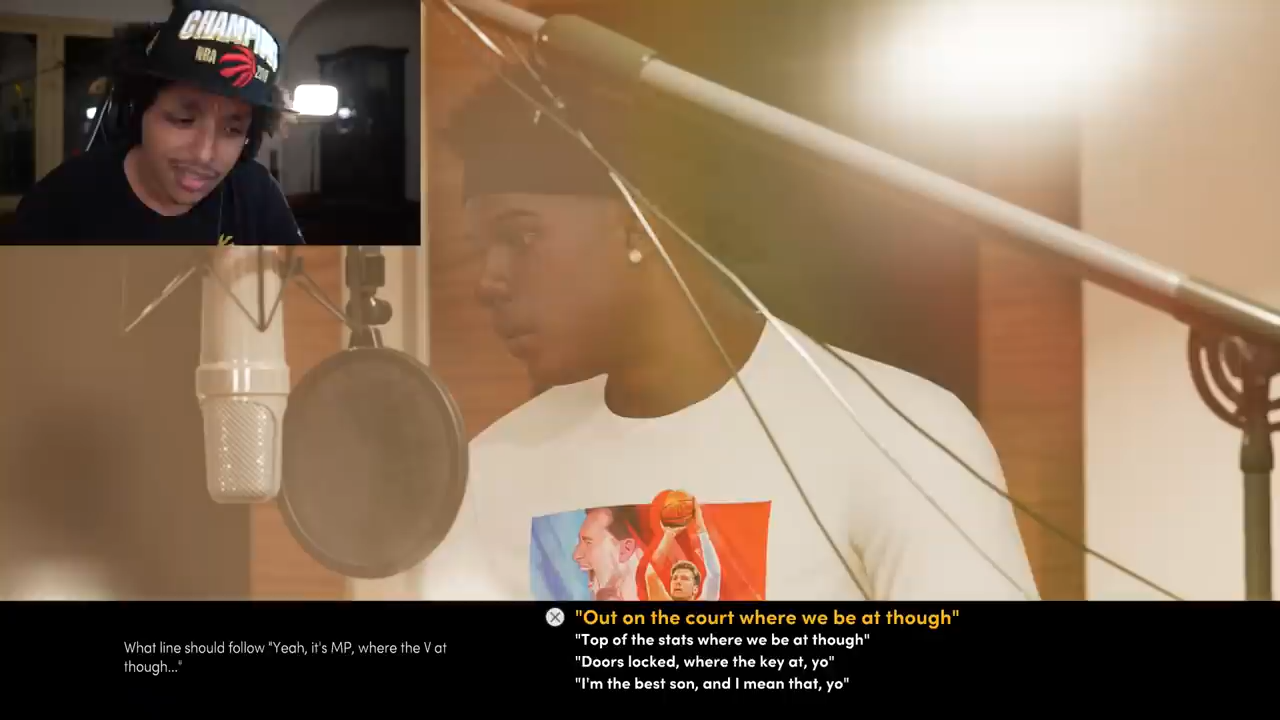 CHAMPIONS
NBA
2019
"Out on the court where we be at though"
"Top of the stats where we be at though"
What line should follow "Yeah, it's MP, where the V at
though..."
"Doors locked, where the key at, yo"
"I'm the best son, and I mean that, yo"